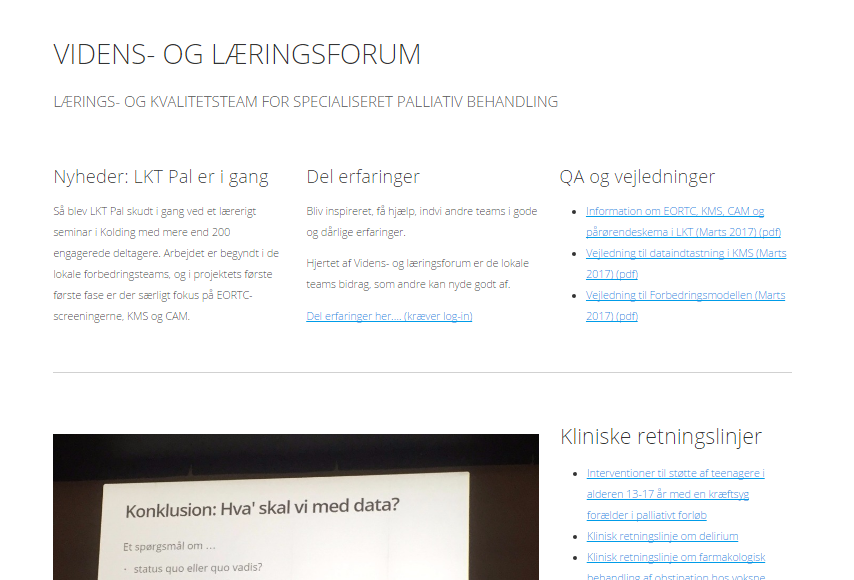 VIDENS- OG LÆRINGSFORUM
LÆRINGS- OG KVALITETSTEAM FOR SPECIALISERET PALLIATIV BEHANDLING
Nyheder: LKT Pal er i gang
Så blev LKT Pal skudt i gang ved et lærerigt
seminar i Kolding med mere end 200
engagerede deltagere. Arbejdet er begyndt i de
lokale forbedringsteams, og i projektets første
første fase er der særligt fokus på EORTC-
screeningerne, KMS og CAM.
Del erfaringer
Bliv inspireret, få hjælp, indvi andre teams i gode
og dårlige erfaringer.
Hjertet af Videns- og læringsforum er de lokale
teams bidrag, som andre kan nyde godt af.
Del erfaringer her.... (kræver log-in)
QA og vejledninger
Information om EORTC, KMS, CAM og
pårørendeskema i LKT (Marts 2017) (pdf)
Vejledning til dataindtastning i KMS (Marts
2017) (pdf)
Vejledning til Forbedringsmodellen (Marts
2017) (pdf)
Konklusion: Hva' skal vi med data?
Et spørgsmål om ...
· status quo eller quo vadis?
Kliniske retningslinjer
Interventioner til støtte af teenagere i
alderen 13-17 år med en kræftsyg
forælder i palliativt forløb
Klinisk retningslinje om delirium
Klinisk retningslinje om farmakologisk
behandling af obstipation hos voksne